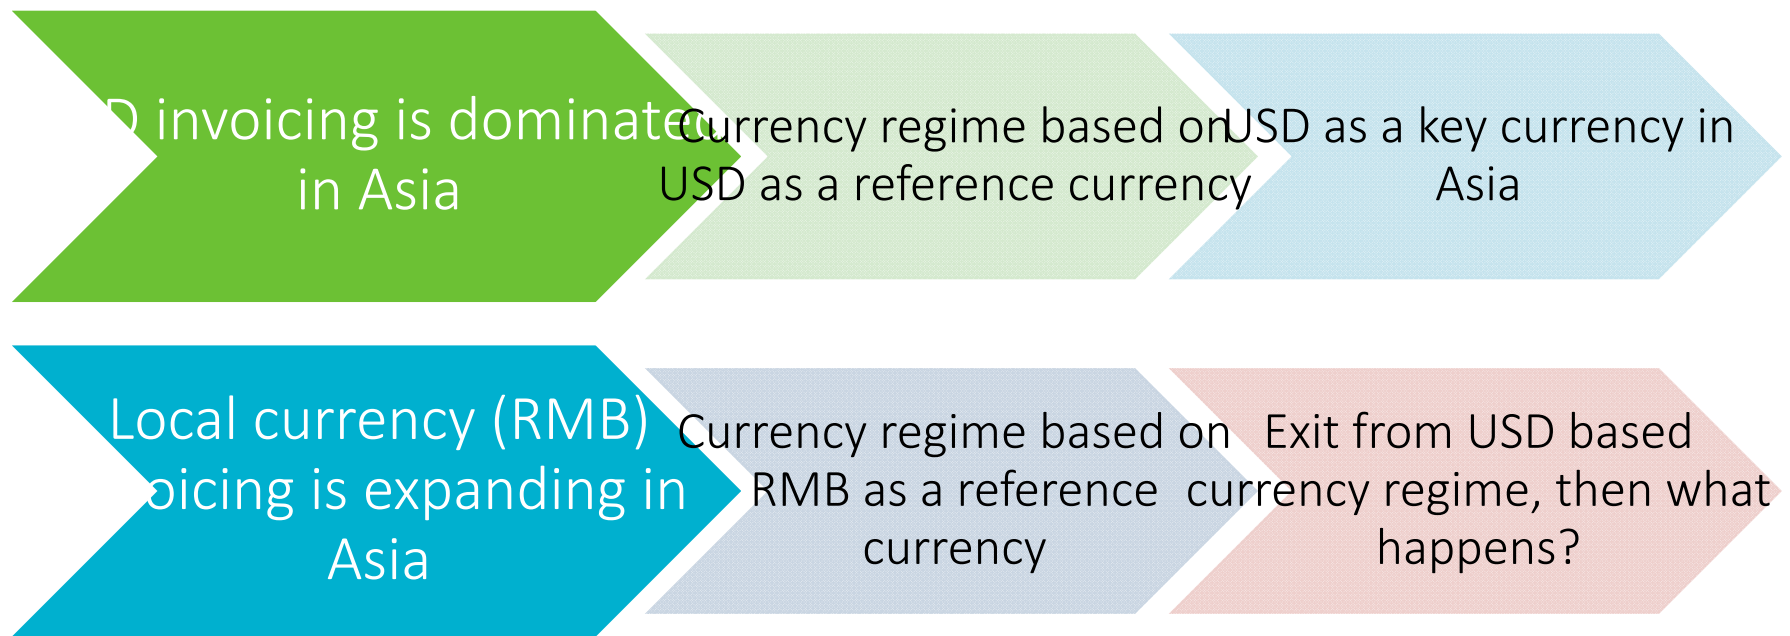 D invoicing is dominated
in Asia
Currency regime based on
USD as a reference currency
USD as a key currency in
Asia
Local currency (RMB)
oicing is expanding in
Asia
Currency regime based on
RMB as a reference
currency
Exit from USD based
currency regime, then what
happens?